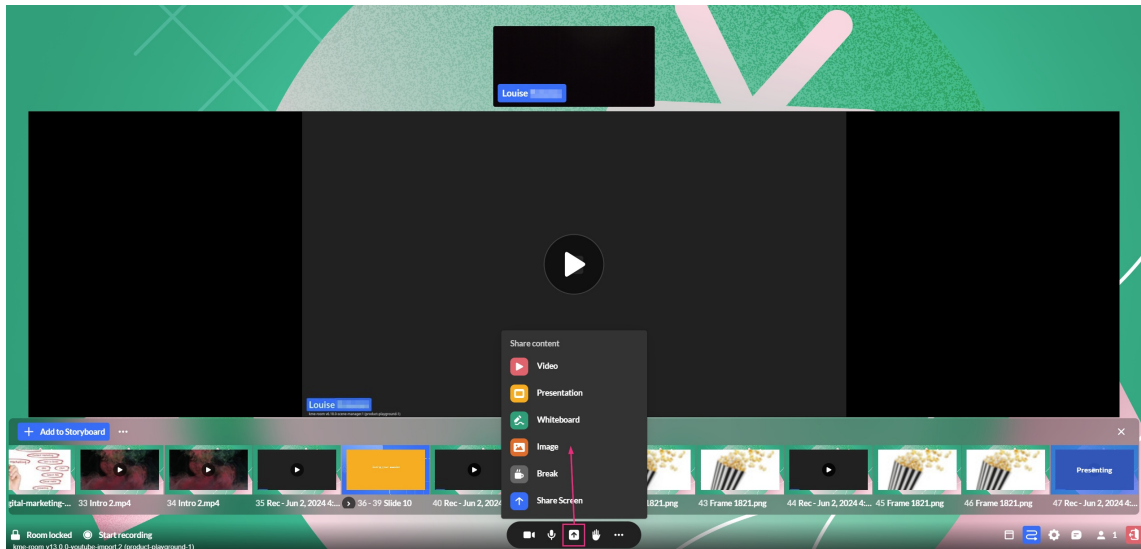 Louise
Louise
Share content
Video
Presentation
Whiteboard
Image
Break
Share Screen
+ Add to Storyboard ...
gital-marketing-...
33 Intro 2.mp4
34 Intro 2.mp4
35 Rec - Jun 2, 2024 4:...
36 - 39 Slide 10
40 Rec - Jun 2, 2024
1821.png
43 Frame 1821.png
44 Rec - Jun 2, 2024 4:...
45 Frame 1821.png
46 Frame 1821.png
Presenting
47 Rec - Jun 2, 2024 4:...
Room locked
Start recording
1
kme-room v13.0.0-youtube-import.2 (product-playground-1)